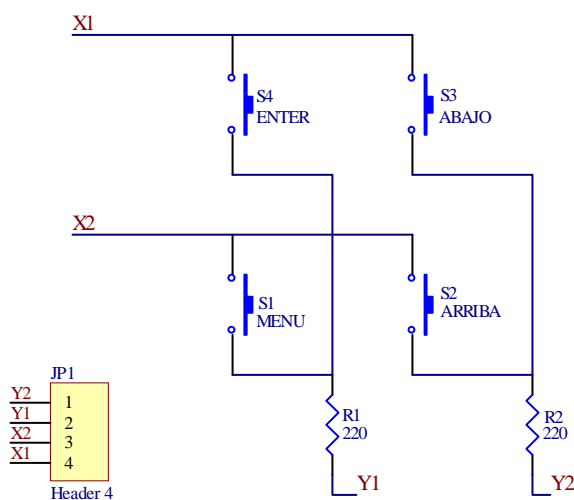 X1
S4
ENTER
S3
ABAJO
X2
S1
MENU
S2
ARRIBA
JP1
Y2
1
Y1
2
X2
3
X1
4
Header 4
R1
220
Y1
R2
220
Y2